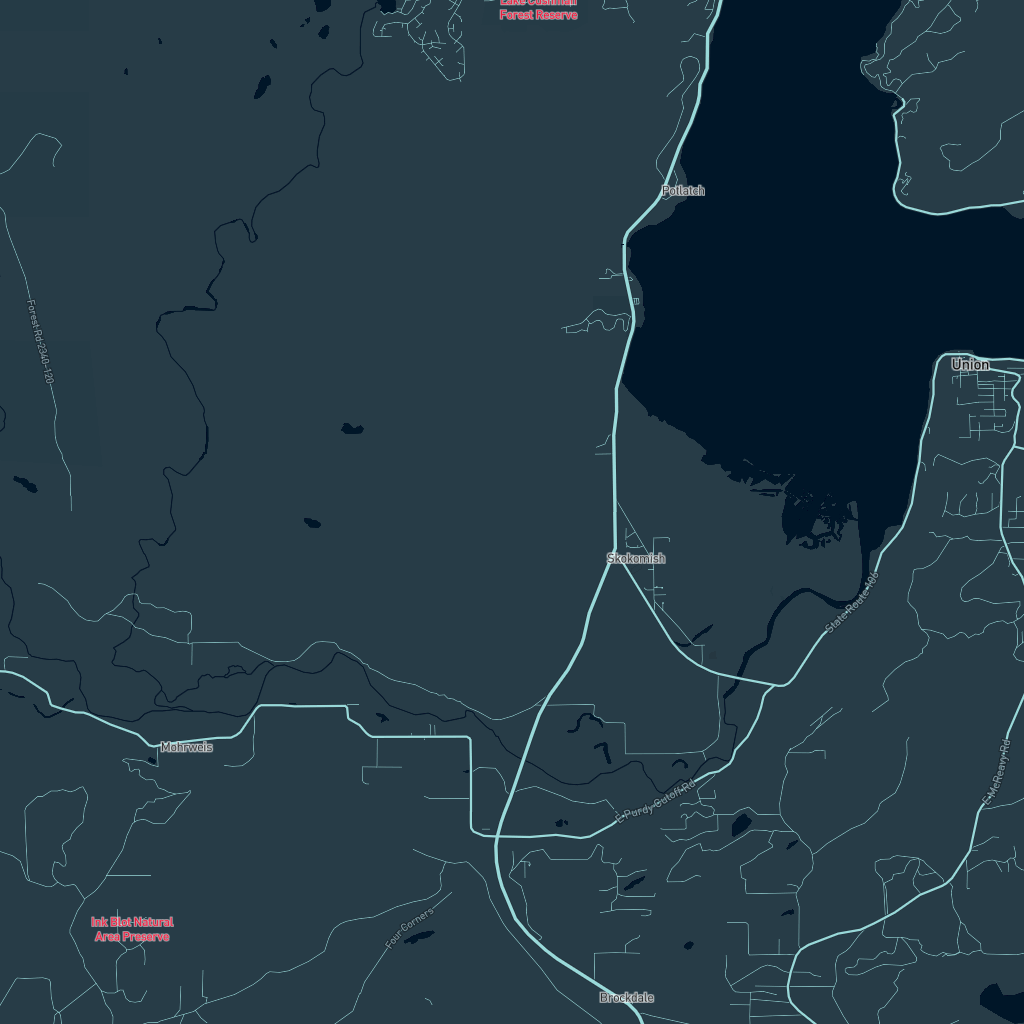 Lake Cushman
Forest Reserve
Potlatch
Forest Rd 2340-120
Union
Skokomish
State Route 106
Mohrweis
E McReavy Rd
E Purdy Cutoff Rd
Ink Blot Natural
Area Preserve
Four Corners
Brockdale